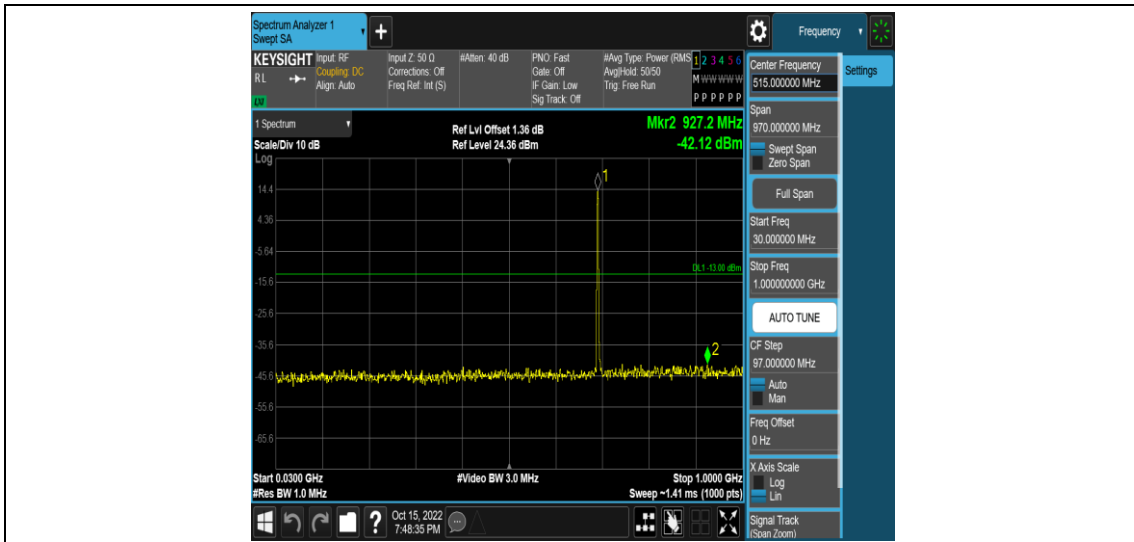 Spectrum Analyzer 1
Swept SA
+
Frequency
KEYSIGHT
RL
LM
Input: RF
Coupling: DC
Align: Auto
Input Z: 50 Ω
Corrections: Off
Freq Ref: Int (S)
#Atten: 40 dB
PNO: Fast
Gate: Off
IF Gain: Low
Sig Track: Off
#Avg Type: Power (RMS
Avg|Hold: 50/50
Trig: Free Run
1 2 3 4 5 6
M W W W W W
P P P P P P
1 Spectrum
Scale/Div 10 dB
Ref Lvl Offset 1.36 dB
Ref Level 24.36 dBm
Mkr2 927.2 MHz
-42.12 dBm
Log
14.4
4.36
-5.64
-15.6
-25.6
-35.6
-45.6
-55.6
-65.6
1
DL1 -13.00 dBm
2
Start 0.0300 GHz
#Res BW 1.0 MHz
#Video BW 3.0 MHz
Stop 1.0000 GHz
Sweep ~1.41 ms (1000 pts)
?
Oct 15, 2022
7:48:35 PM
Center Frequency
515.000000 MHz
Settings
Span
970.000000 MHz
Swept Span
Zero Span
Full Span
Start Freq
30.000000 MHz
Stop Freq
1.000000000 GHz
AUTO TUNE
CF Step
97.000000 MHz
Auto
Man
Freq Offset
0 Hz
X Axis Scale
Log
Lin
Signal Track
(Span Zoom)